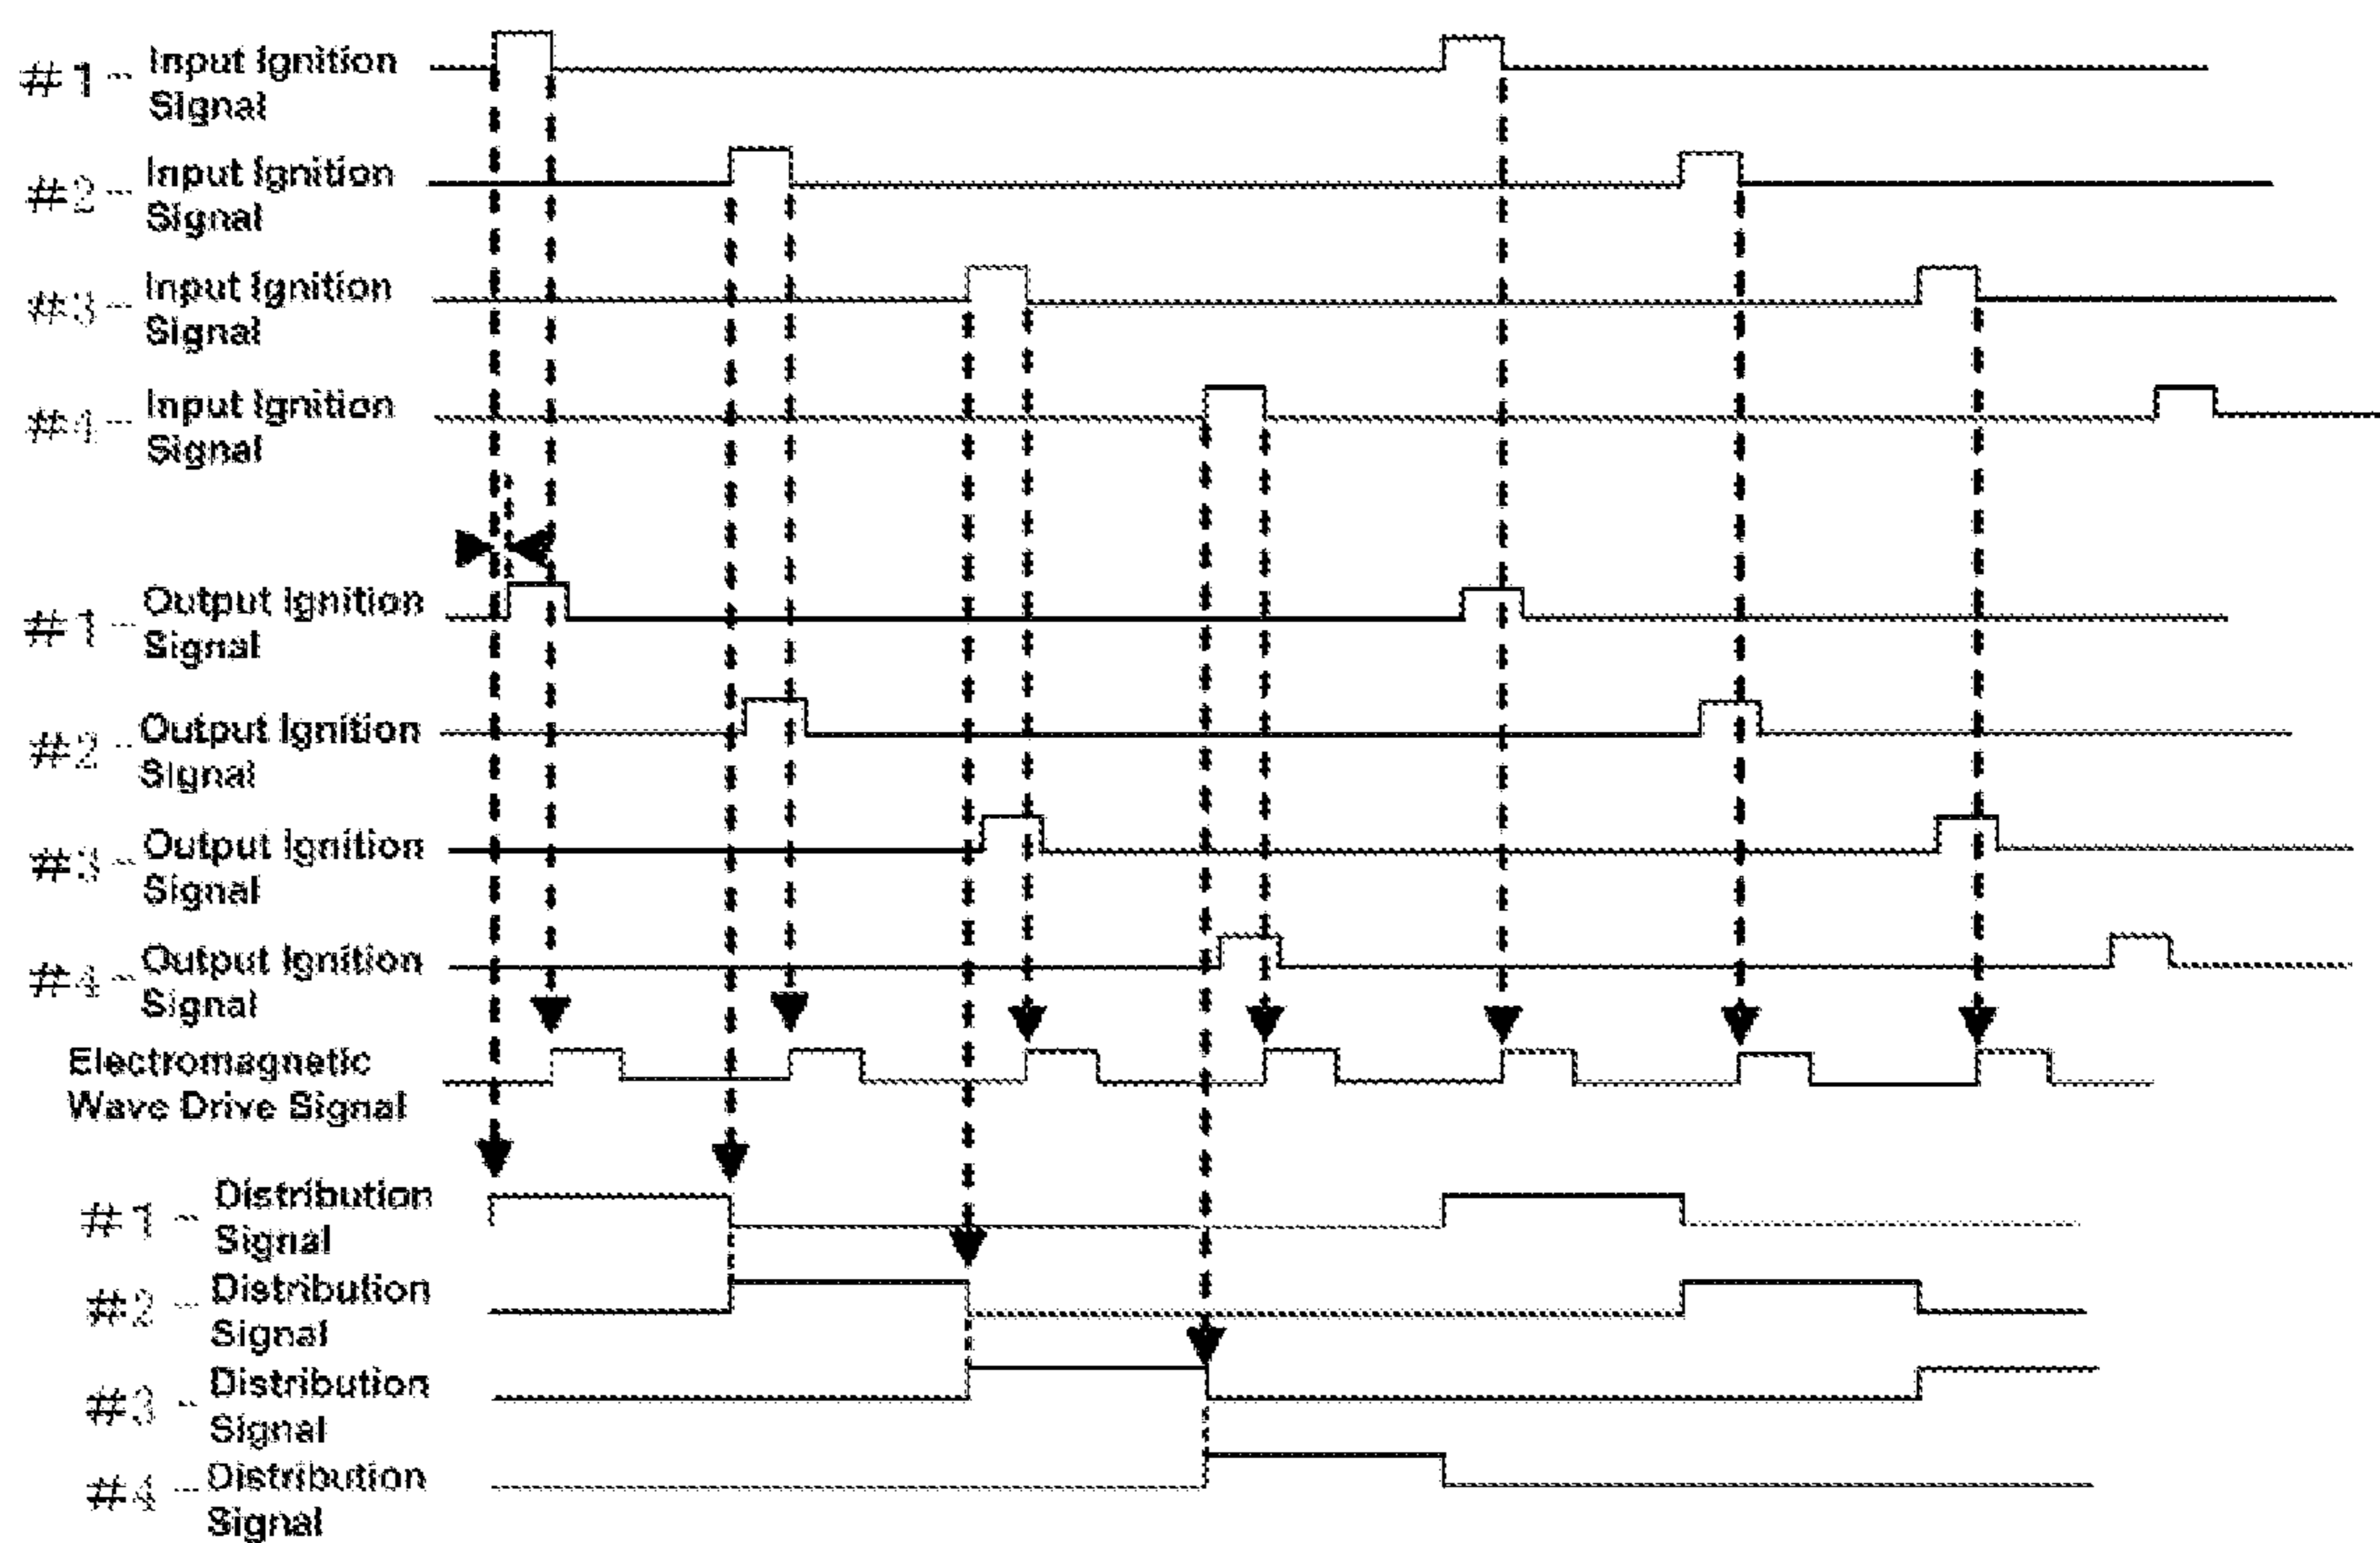 #1 Input Ignition
Signal
#2 Input Ignition
Signal
#3 Input Ignition
Signal
#4 Input Ignition
Signal
#1 Output Ignition
Signal
#2 Output Ignition
Signal
#3 Output Ignition
Signal
#4 Output Ignition
Signal
Electromagnetic
Wave Drive Signal
#1 Distribution
Signal
#2 Distribution
Signal
#3 Distribution
Signal
#4 Distribution
Signal